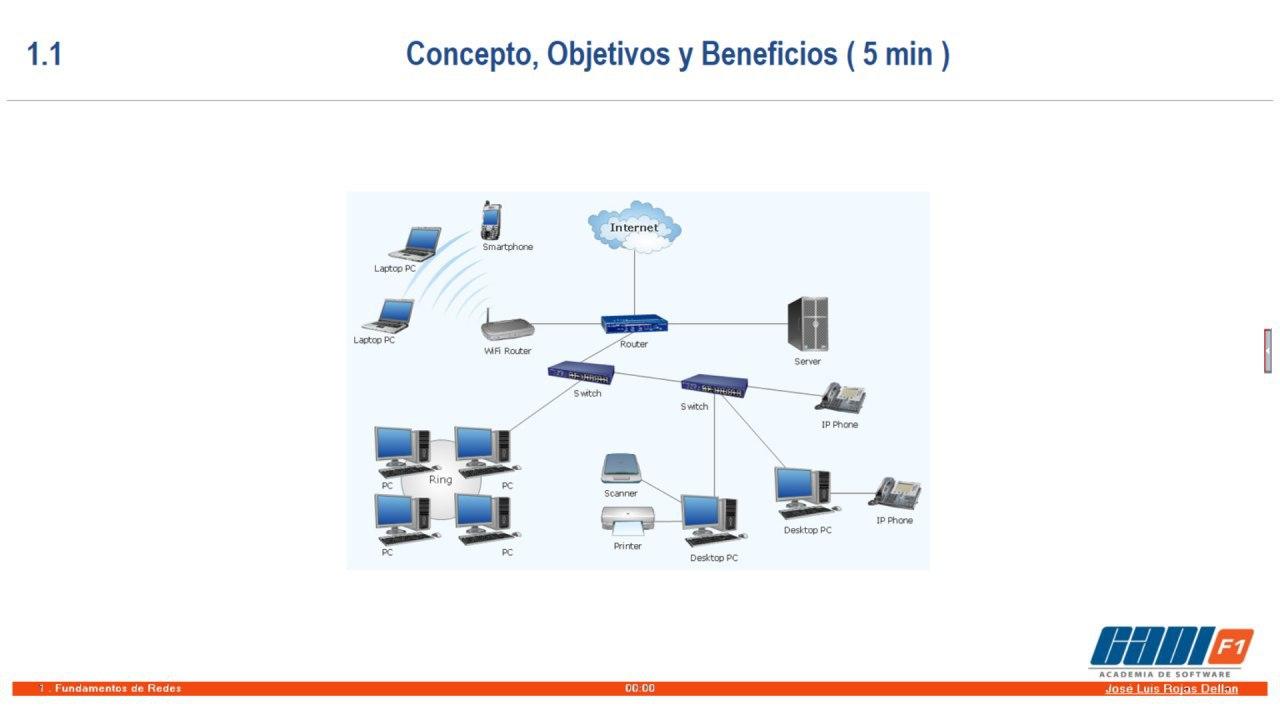 1.1
Concepto, Objetivos y Beneficios ( 5 min )
Internet
Smartphone
Laptop PC
Laptop PC
WiFi Router
Router
Server
Switch
Switch
IP Phone
PC
Ring
PC
PC
PC
Scanner
Printer
Desktop PC
Desktop PC
IP Phone
CADI F1
ACADEMIA DE SOFTWARE
1 . Fundamentos de Redes
00:00
José Luis Rojas Dellan